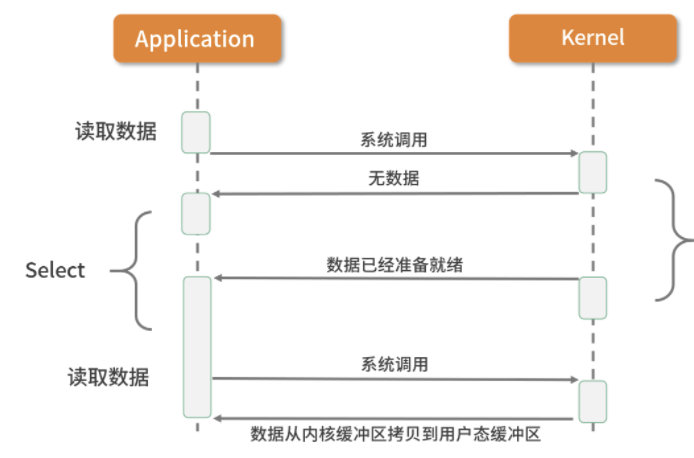 Application
Kernel
读取数据
系统调用
无数据
Select
数据已经准备就绪
系统调用
读取数据
数据从内核缓冲区拷贝到用户态缓冲区